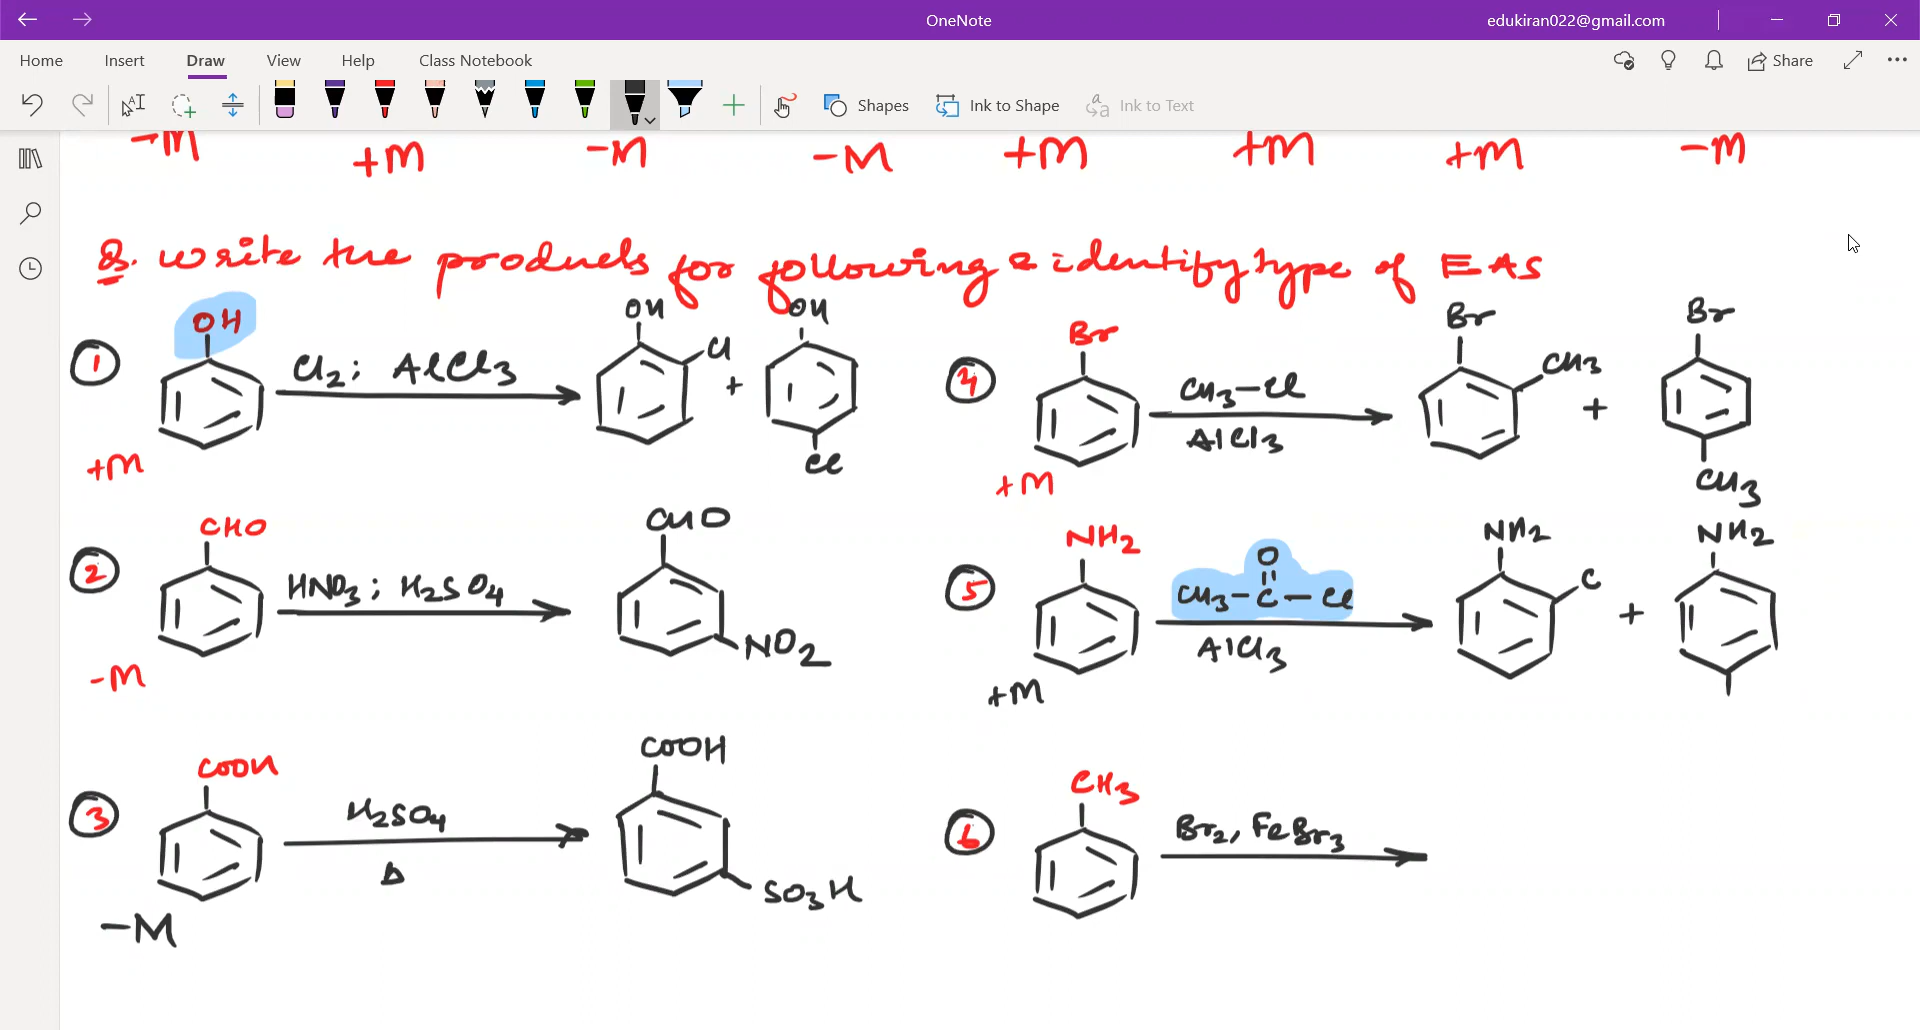 OneNote
edukiran022@gmail.com
Home Insert Draw View Help Class Notebook
Share
Shapes Ink to Shape Ink to Text
-M +M -M -M +M +M +M -M
Q. write the products for following & identify type of EAS
1 OH Cl2; AlCl3 OH Cl + OH Cl
+M
4 Br CH3-Cl AlCl3 Br CH3 + Br CH3
+M
2 CHO HNO3; H2SO4 CHO NO2
-M
5 NH2 CH3-C-Cl O AlCl3 NH2 C + NH2
+M
3 COOH H2SO4 Δ COOH SO3H
-M
6 CH3 Br2, FeBr3